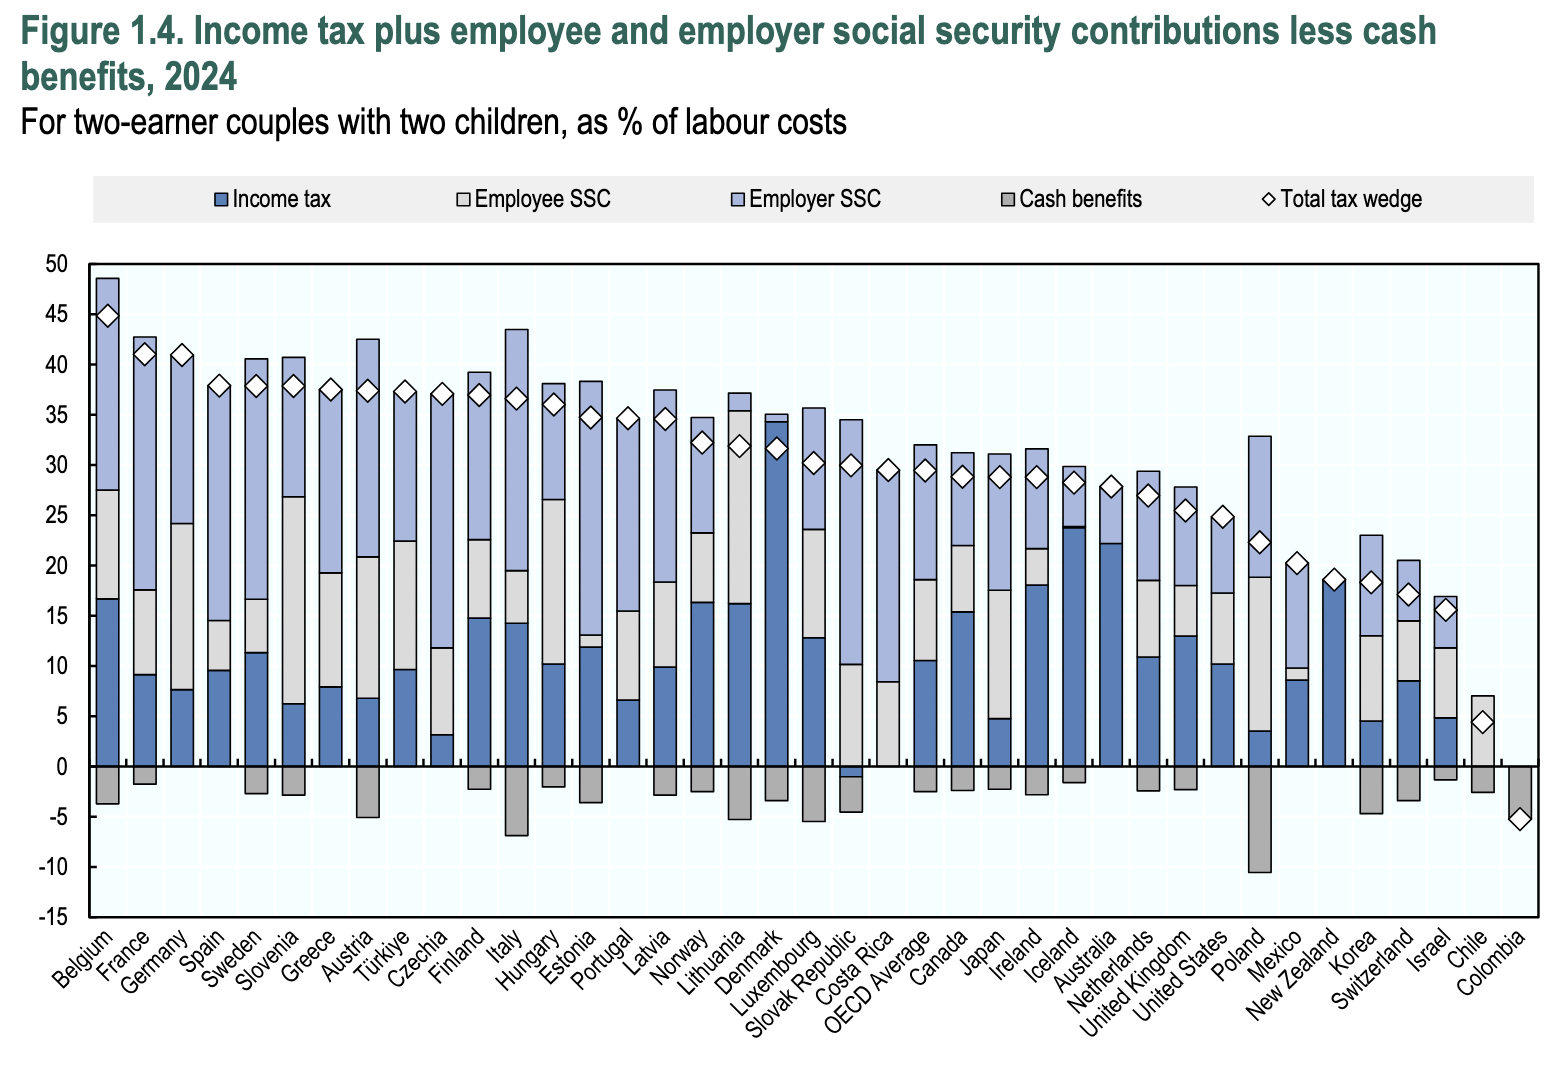 Figure 1.4. Income tax plus employee and employer social security contributions less cash
benefits, 2024
For two-earner couples with two children, as % of labour costs
Income tax
Employee SSC
Employer SSC
Cash benefits
Total tax wedge
50
45
40
35
30
25
20
15
10
5
0
-5
-10
-15
Belgium
France
Germany
Spain
Sweden
Slovenia
Greece
Austria
Türkiye
Czechia
Finland
Italy
Hungary
Estonia
Portugal
Latvia
Norway
Lithuania
Denmark
Luxembourg
Slovak Republic
Costa Rica
OECD Average
Canada
Japan
Ireland
Iceland
Australia
Netherlands
United Kingdom
United States
Poland
Mexico
New Zealand
Korea
Switzerland
Israel
Chile
Colombia